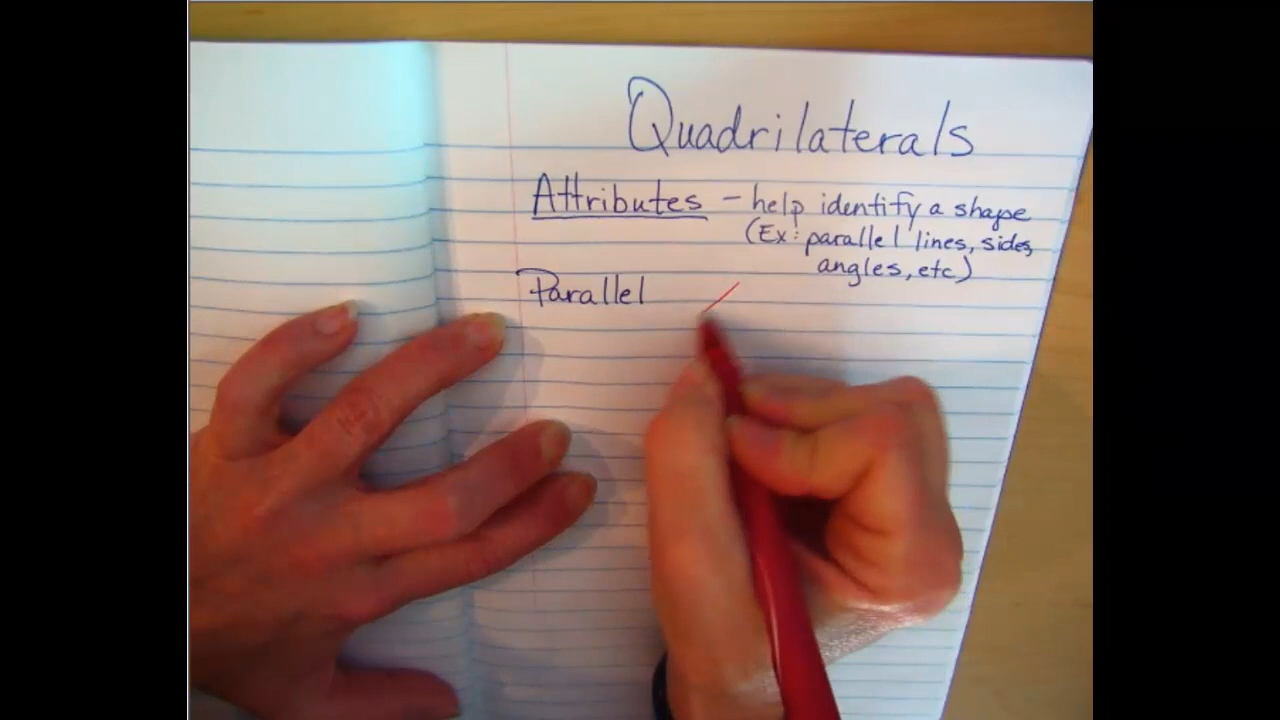 Quadrilaterals
Attributes - help identify a shape
(Ex: parallel lines, sides,
angles, etc)
Parallel